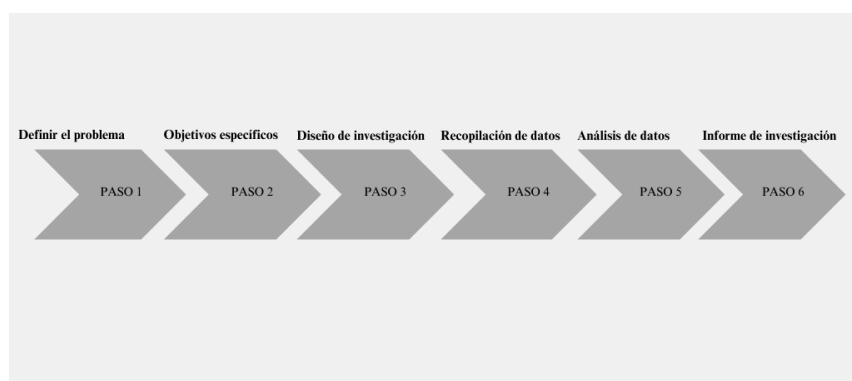 Definir el problema
Objetivos específicos
Diseño de investigación
Recopilación de datos
Análisis de datos
Informe de investigación
PASO 1
PASO 2
PASO 3
PASO 4
PASO 5
PASO 6